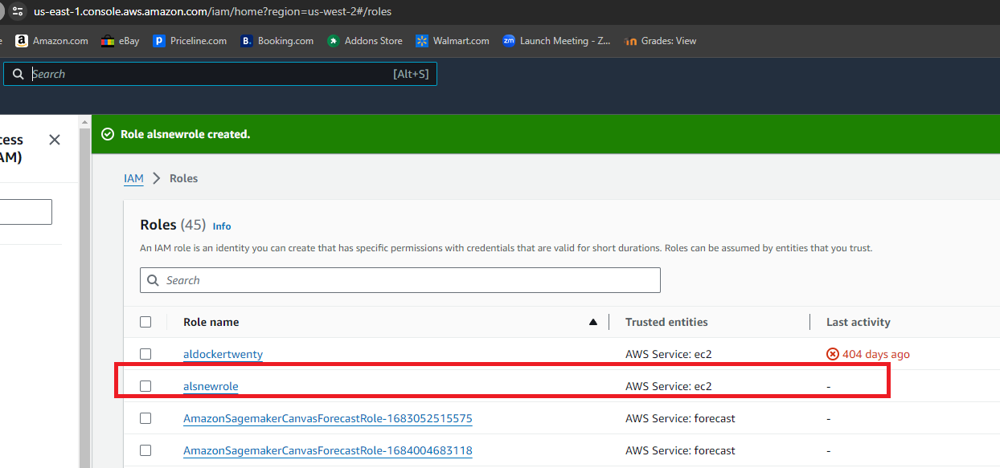 us-east-1.console.aws.amazon.com/iam/home?region=us-west-2#/roles
Amazon.com eBay Priceline.com Booking.com Addons Store Walmart.com Launch Meeting - Z... Grades: View
Search [Alt+S]
Role alsnewrole created.
IAM Roles
Roles (45) Info
An IAM role is an identity you can create that has specific permissions with credentials that are valid for short durations. Roles can be assumed by entities that you trust.
Search
Role name Trusted entities Last activity
aldockertwenty AWS Service: ec2 404 days ago
alsnewrole AWS Service: ec2 -
AmazonSagemakerCanvasForecastRole-1683052515575 AWS Service: forecast -
AmazonSagemakerCanvasForecastRole-1684004683118 AWS Service: forecast -